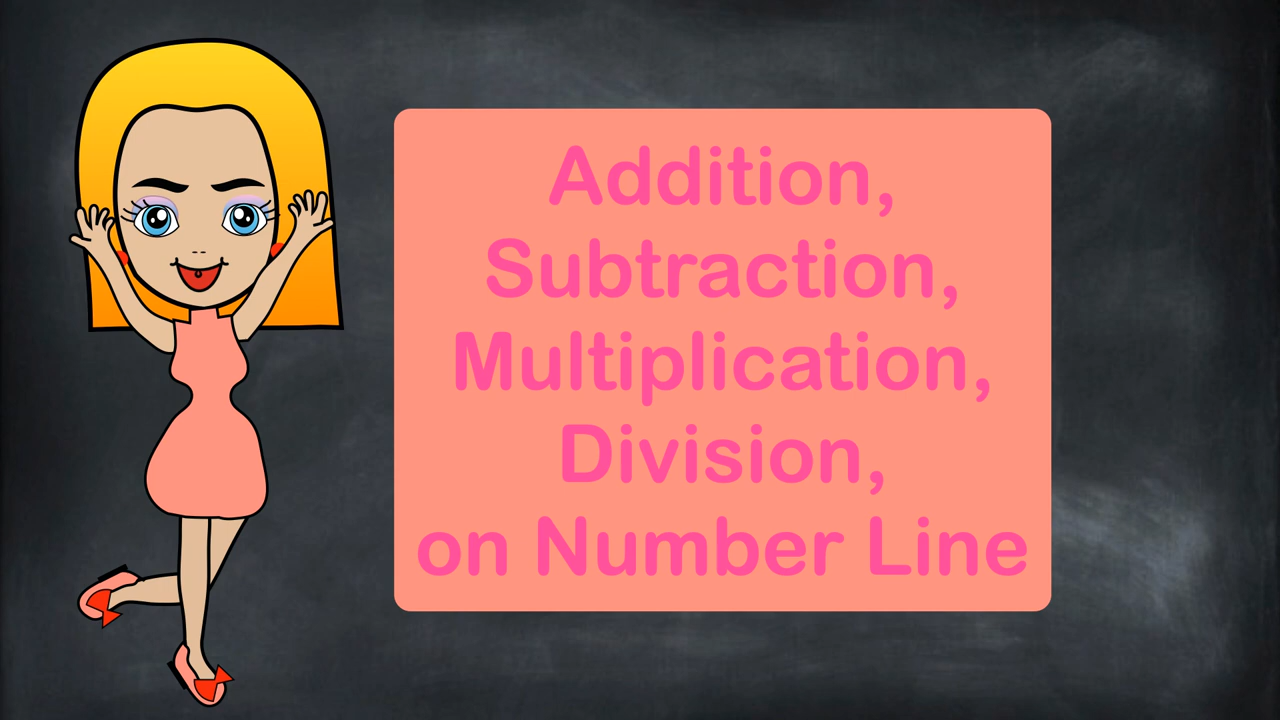 Addition,
Subtraction,
Multiplication,
Division,
on Number Line